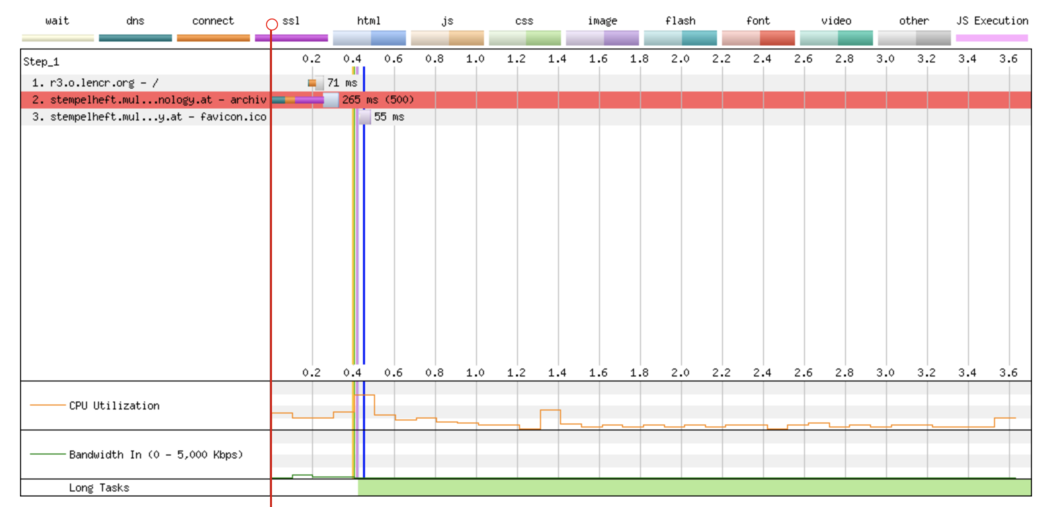 wait dns connect ssl html js css image flash font video other JS Execution
Step_1 0.2 0.4 0.6 0.8 1.0 1.2 1.4 1.6 1.8 2.0 2.2 2.4 2.6 2.8 3.0 3.2 3.4 3.6
1. r3.o.lencr.org - / 71 ms
2. stempelheft.mul...nology.at - archiv 265 ms (500)
3. stempelheft.mul...y.at - favicon.ico 55 ms
0.2 0.4 0.6 0.8 1.0 1.2 1.4 1.6 1.8 2.0 2.2 2.4 2.6 2.8 3.0 3.2 3.4 3.6
CPU Utilization
Bandwidth In (0 - 5,000 Kbps)
Long Tasks